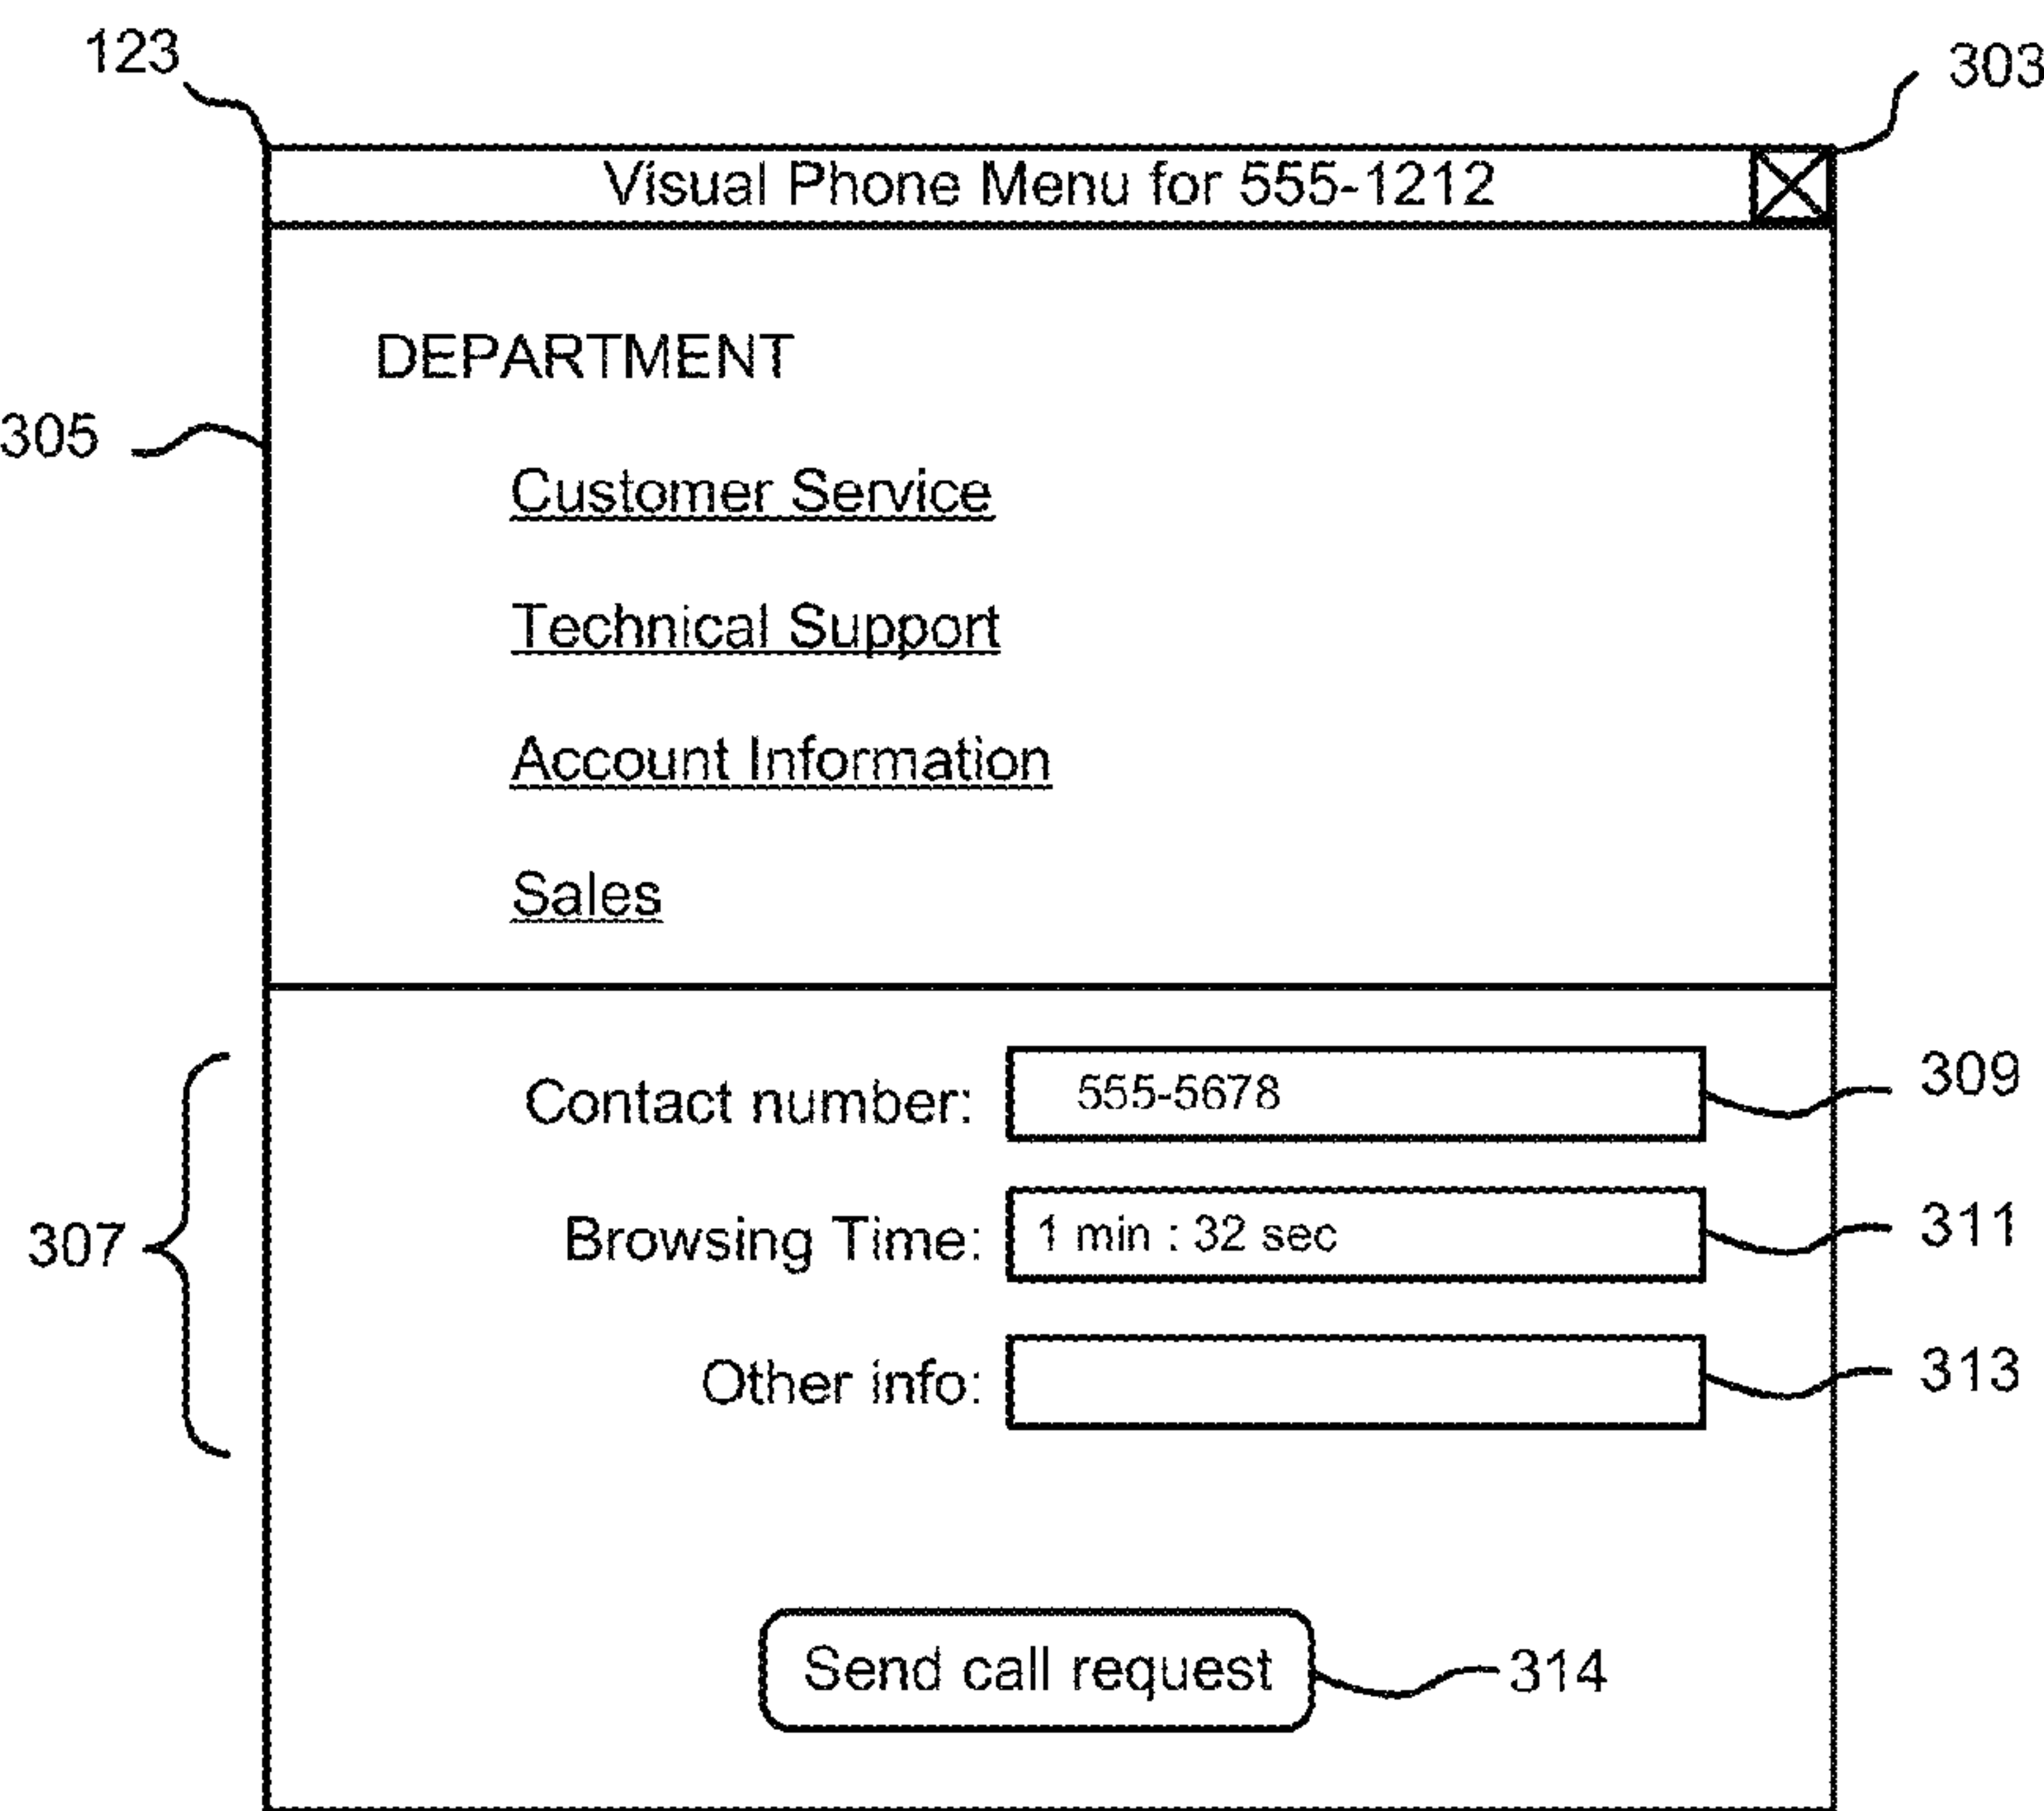 123
303
Visual Phone Menu for 555-1212
DEPARTMENT
305
Customer Service
Technical Support
Account Information
Sales
Contact number: 555-5678 309
307
Browsing Time: 1 min : 32 sec 311
Other info: 313
Send call request 314